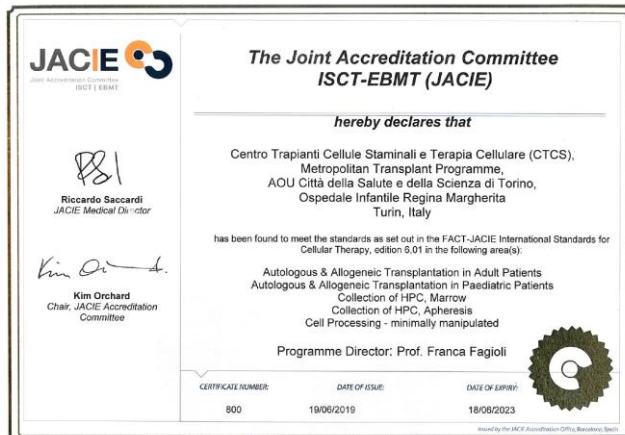 JACIE
Joint Accreditation Committee
ISCT | EBMT
Riccardo Saccardi
JACIE Medical Director
Kim Orchard
Chair, JACIE Accreditation
Committee
The Joint Accreditation Committee
ISCT-EBMT (JACIE)
hereby declares that
Centro Trapianti Cellule Staminali e Terapia Cellulare (CTCS),
Metropolitan Transplant Programme,
AOU Città della Salute e della Scienza di Torino,
Ospedale Infantile Regina Margherita
Turin, Italy
has been found to meet the standards as set out in the FACT-JACIE International Standards for
Cellular Therapy, edition 6.01 in the following area(s):
Autologous & Allogeneic Transplantation in Adult Patients
Autologous & Allogeneic Transplantation in Paediatric Patients
Collection of HPC, Marrow
Collection of HPC, Apheresis
Cell Processing - minimally manipulated
Programme Director: Prof. Franca Fagioli
CERTIFICATE NUMBER: DATE OF ISSUE: DATE OF EXPIRY:
800 19/06/2019 18/06/2023
Issued by the JACIE Accreditation Office, Barcelona, Spain